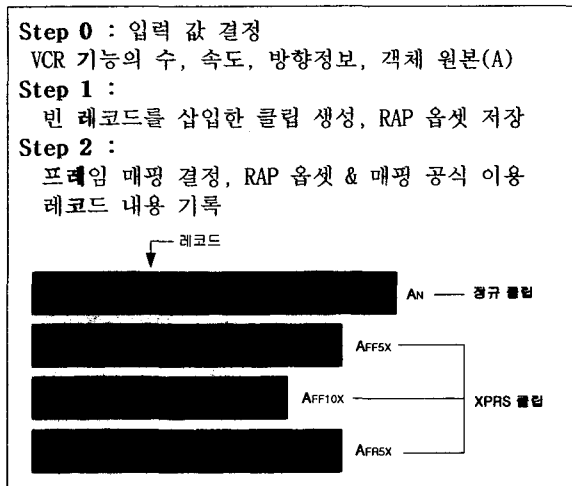 Step 0 : 입력 값 결정
VCR 기능의 수, 속도, 방향정보, 객체 원본(A)
Step 1 :
빈 레코드를 삽입한 클립 생성, RAP 옵셋 저장
Step 2 :
프레임 매핑 결정, RAP 옵셋 & 매핑 공식 이용
레코드 내용 기록
레코드
AN 정규 클립
AFF5X
AFF10X XPRS 클립
AFR5X